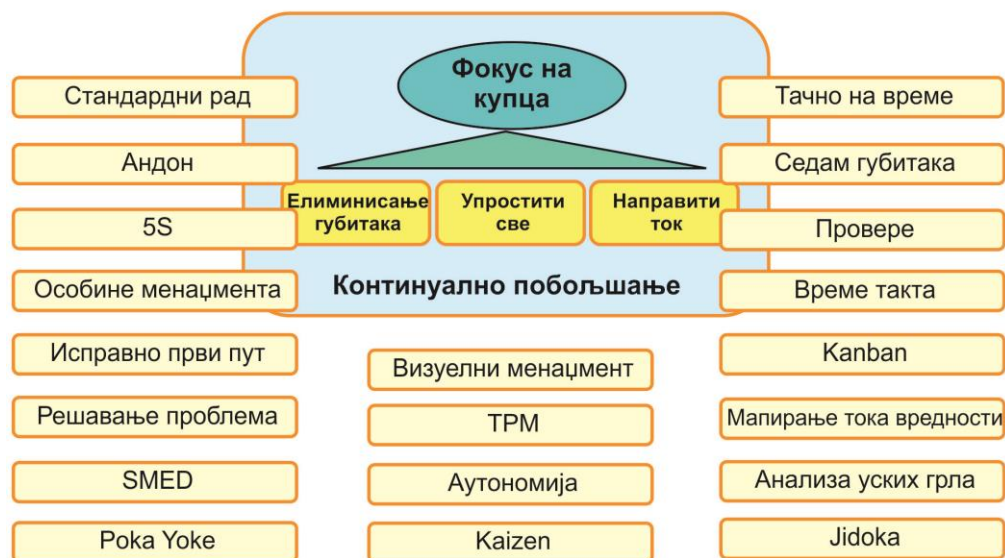 Фокус на
купца
Елиминисање
губитака
Упростити
све
Направити
ток
Континуално побољшање
Стандардни рад
Андон
5S
Особине менаџмента
Исправно први пут
Решавање проблема
SMED
Poka Yoke
Визуелни менаџмент
TPM
Аутономија
Kaizen
Тачно на време
Седам губитака
Провере
Време такта
Kanban
Мапирање тока вредности
Анализа уских грла
Jidoka